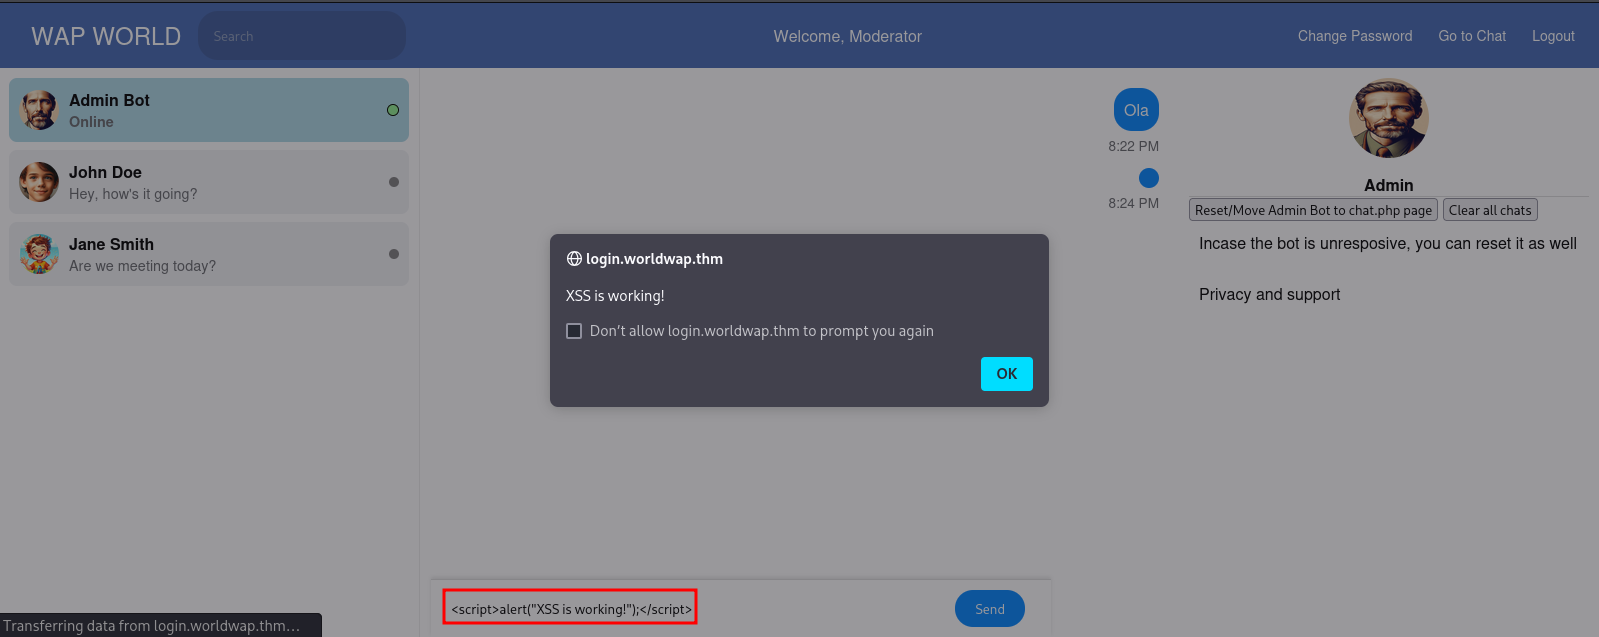 WAP WORLD
Search
Welcome, Moderator
Change Password
Go to Chat
Logout
Admin Bot
Online
John Doe
Hey, how's it going?
Jane Smith
Are we meeting today?
Ola
8:22 PM
8:24 PM
Admin
Reset/Move Admin Bot to chat.php page
Clear all chats
Incase the bot is unresposive, you can reset it as well
Privacy and support
login.worldwap.thm
XSS is working!
Don't allow login.worldwap.thm to prompt you again
OK
<script>alert("XSS is working!");</script>
Send
Transferring data from login.worldwap.thm...